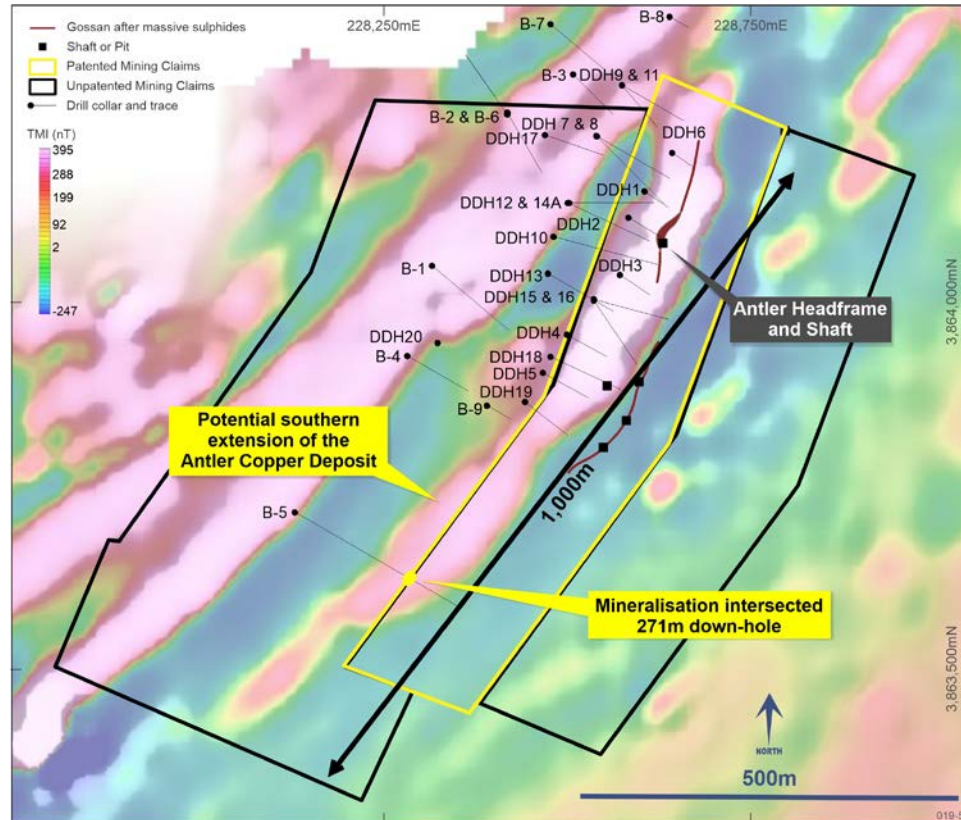 Gossan after massive sulphides
Shaft or Pit
Patented Mining Claims
Unpatented Mining Claims
Drill collar and trace
TMI (nT)
395
288
199
92
2
-247
228,250mE
228,750mE
B-7
B-8
B-3
DDH9 & 11
B-2 & B-6
DDH 7 & 8
DDH17
DDH6
DDH1
DDH12 & 14A
DDH2
DDH10
B-1
DDH3
DDH13
DDH15 & 16
Antler Headframe
and Shaft
3,864,000mN
DDH4
DDH20
B-4
DDH18
DDH5
DDH19
B-9
Potential southern
extension of the
Antler Copper Deposit
1,000m
B-5
Mineralisation intersected
271m down-hole
3,863,500mN
NORTH
500m